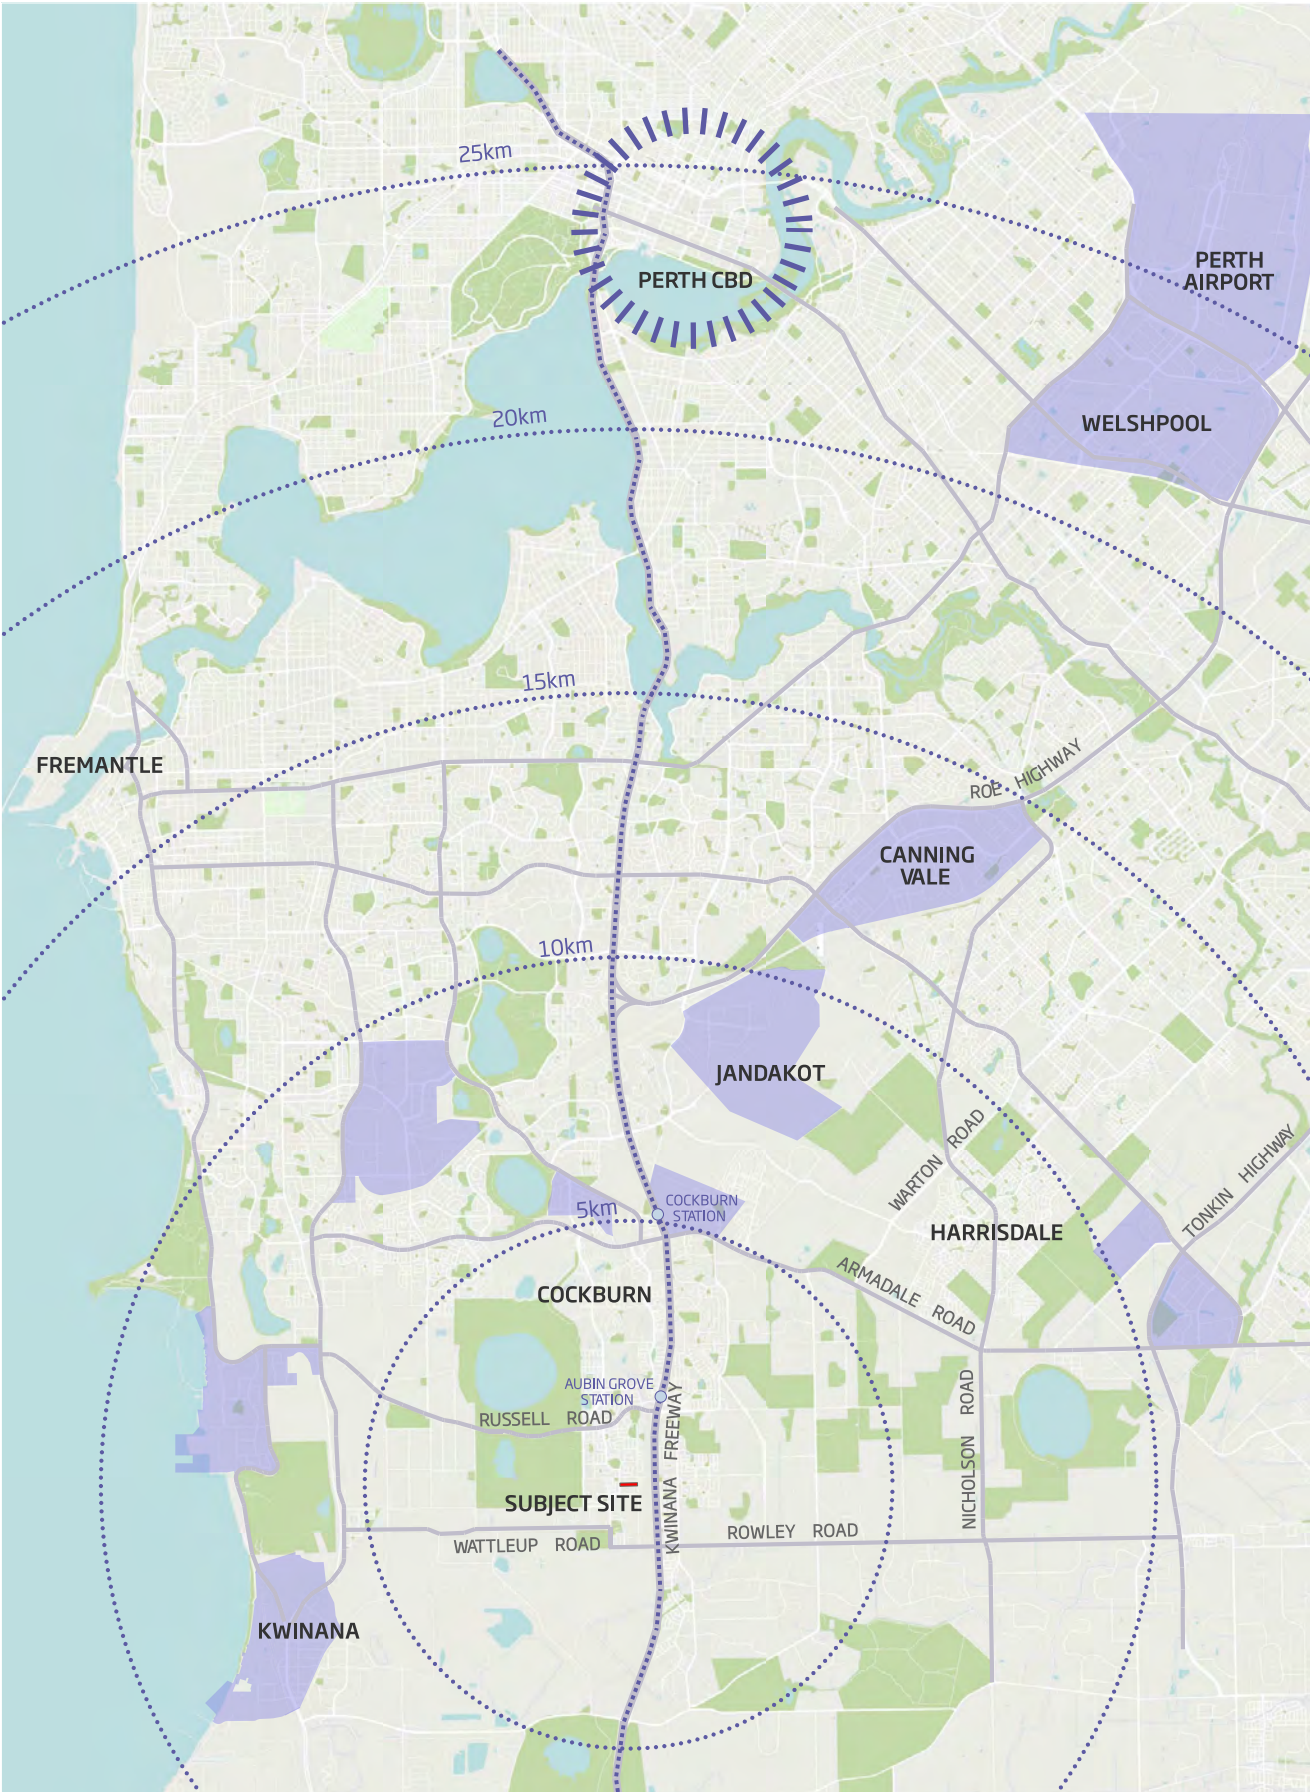 25km
PERTH
AIRPORT
PERTH CBD
20km
WELSHPOOL
15km
FREMANTLE
ROE HIGHWAY
CANNING
VALE
10km
JANDAKOT
WARTON ROAD
TONKIN HIGHWAY
COCKBURN
STATION
5km
HARRISDALE
COCKBURN
ARMADALE ROAD
AUBIN GROVE
STATION
RUSSELL ROAD
KWINANA FREEWAY
NICHOLSON ROAD
SUBJECT SITE
ROWLEY ROAD
WATTLEUP ROAD
KWINANA